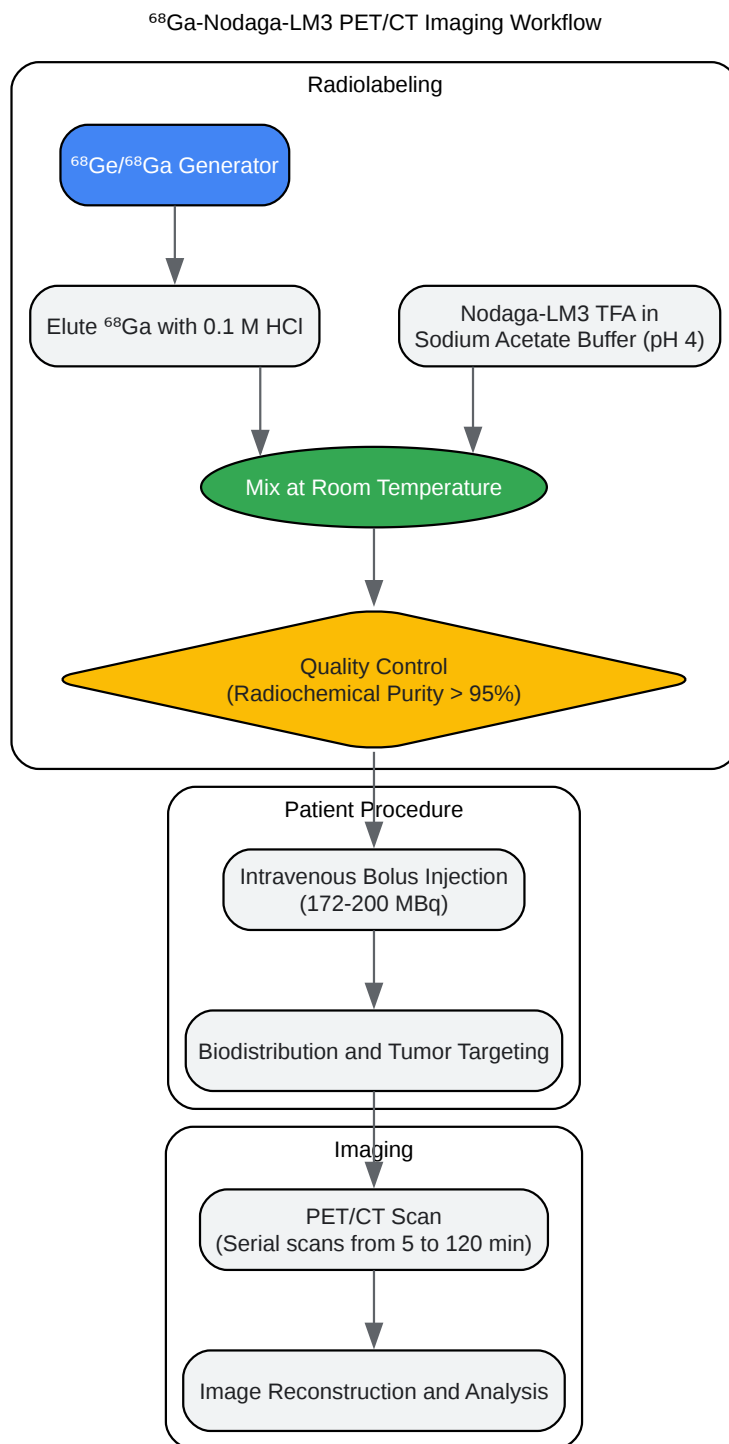 ⁶⁸Ga-Nodaga-LM3 PET/CT Imaging Workflow
Radiolabeling
⁶⁸Ge/⁶⁸Ga Generator
Elute ⁶⁸Ga with 0.1 M HCl
Nodaga-LM3 TFA in
Sodium Acetate Buffer (pH 4)
Mix at Room Temperature
Quality Control
(Radiochemical Purity > 95%)
Patient Procedure
Intravenous Bolus Injection
(172-200 MBq)
Biodistribution and Tumor Targeting
Imaging
PET/CT Scan
(Serial scans from 5 to 120 min)
Image Reconstruction and Analysis